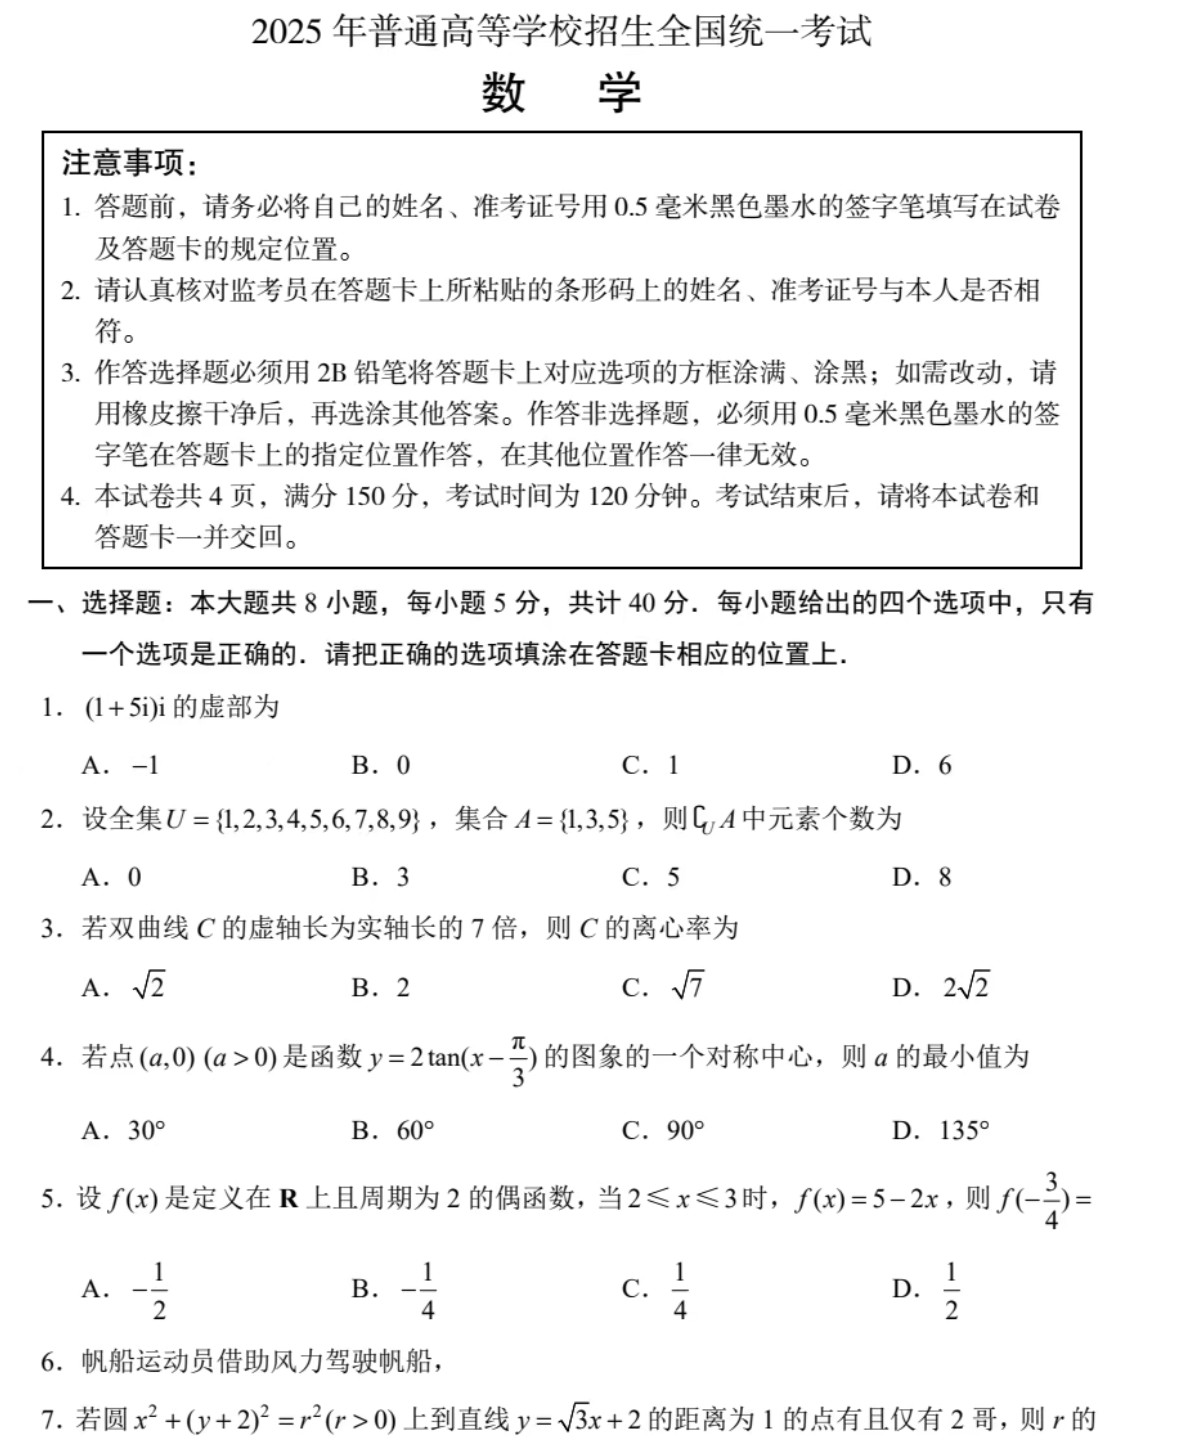 2025 年普通高等学校招生全国统一考试
数 学
注意事项：
1. 答题前，请务必将自己的姓名、准考证号用 0.5 毫米黑色墨水的签字笔填写在试卷
及答题卡的规定位置。
2. 请认真核对监考员在答题卡上所粘贴的条形码上的姓名、准考证号与本人是否相
符。
3. 作答选择题必须用 2B 铅笔将答题卡上对应选项的方框涂满、涂黑；如需改动，请
用橡皮擦干净后，再选涂其他答案。作答非选择题，必须用 0.5 毫米黑色墨水的签
字笔在答题卡上的指定位置作答，在其他位置作答一律无效。
4. 本试卷共 4 页，满分 150 分，考试时间为 120 分钟。考试结束后，请将本试卷和
答题卡一并交回。
一、选择题：本大题共 8 小题，每小题 5 分，共计 40 分．每小题给出的四个选项中，只有
一个选项是正确的．请把正确的选项填涂在答题卡相应的位置上．
1．(1+5i)i 的虚部为
A．−1 B．0 C．1 D．6
2．设全集U = {1,2,3,4,5,6,7,8,9}，集合 A = {1,3,5}，则∁_U A 中元素个数为
A．0 B．3 C．5 D．8
3．若双曲线 C 的虚轴长为实轴长的 7 倍，则 C 的离心率为
A．√2 B．2 C．√7 D．2√2
4．若点 (a,0) (a > 0) 是函数 y = 2 tan(x − π/3) 的图象的一个对称中心，则 a 的最小值为
A．30° B．60° C．90° D．135°
5．设 f(x) 是定义在 R 上且周期为 2 的偶函数，当 2 ⩽ x ⩽ 3 时，f(x) = 5 − 2x，则 f(−3/4) =
A．−1/2 B．−1/4 C．1/4 D．1/2
6．帆船运动员借助风力驾驶帆船，
7．若圆 x² + (y + 2)² = r² (r > 0) 上到直线 y = √3x + 2 的距离为 1 的点有且仅有 2 哥，则 r 的